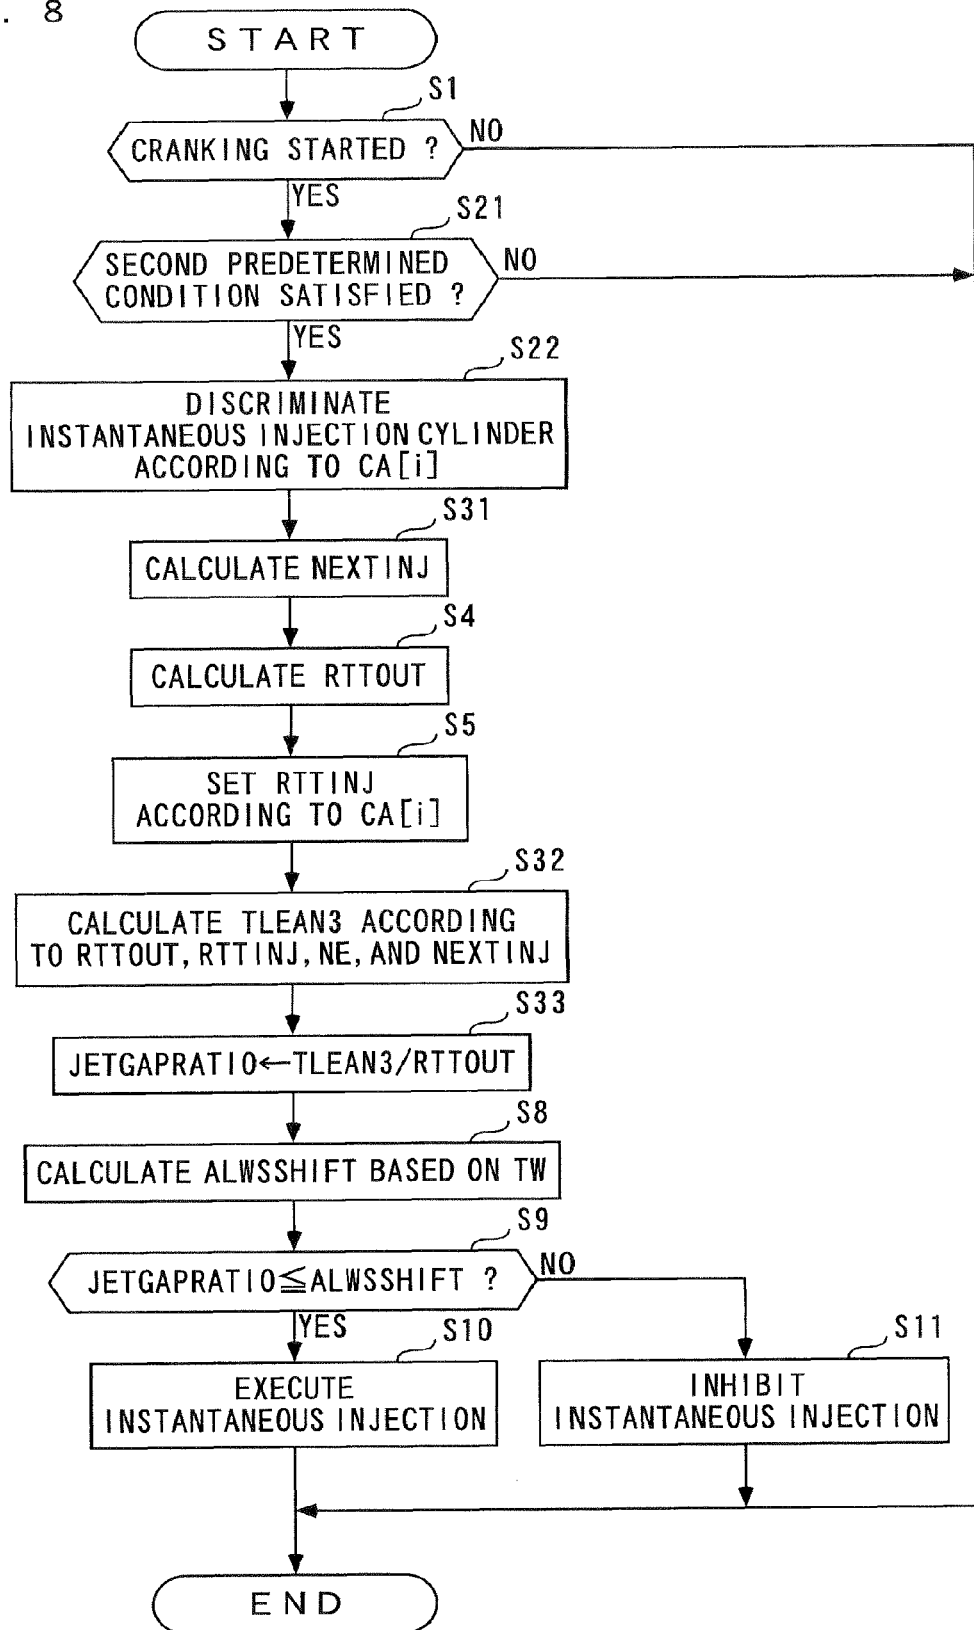 . 8
START
S1
CRANKING STARTED ?
NO
YES
S21
SECOND PREDETERMINED
CONDITION SATISFIED ?
NO
YES
S22
DISCRIMINATE
INSTANTANEOUS INJECTION CYLINDER
ACCORDING TO CA[i]
S31
CALCULATE NEXTINJ
S4
CALCULATE RTTOUT
S5
SET RTTINJ
ACCORDING TO CA[i]
S32
CALCULATE TLEAN3 ACCORDING
TO RTTOUT, RTTINJ, NE, AND NEXTINJ
S33
JETGAPRATIO←TLEAN3/RTTOUT
S8
CALCULATE ALWSSHIFT BASED ON TW
S9
JETGAPRATIO≦ALWSSHIFT ?
NO
YES
S10
EXECUTE
INSTANTANEOUS INJECTION
S11
INHIBIT
INSTANTANEOUS INJECTION
END